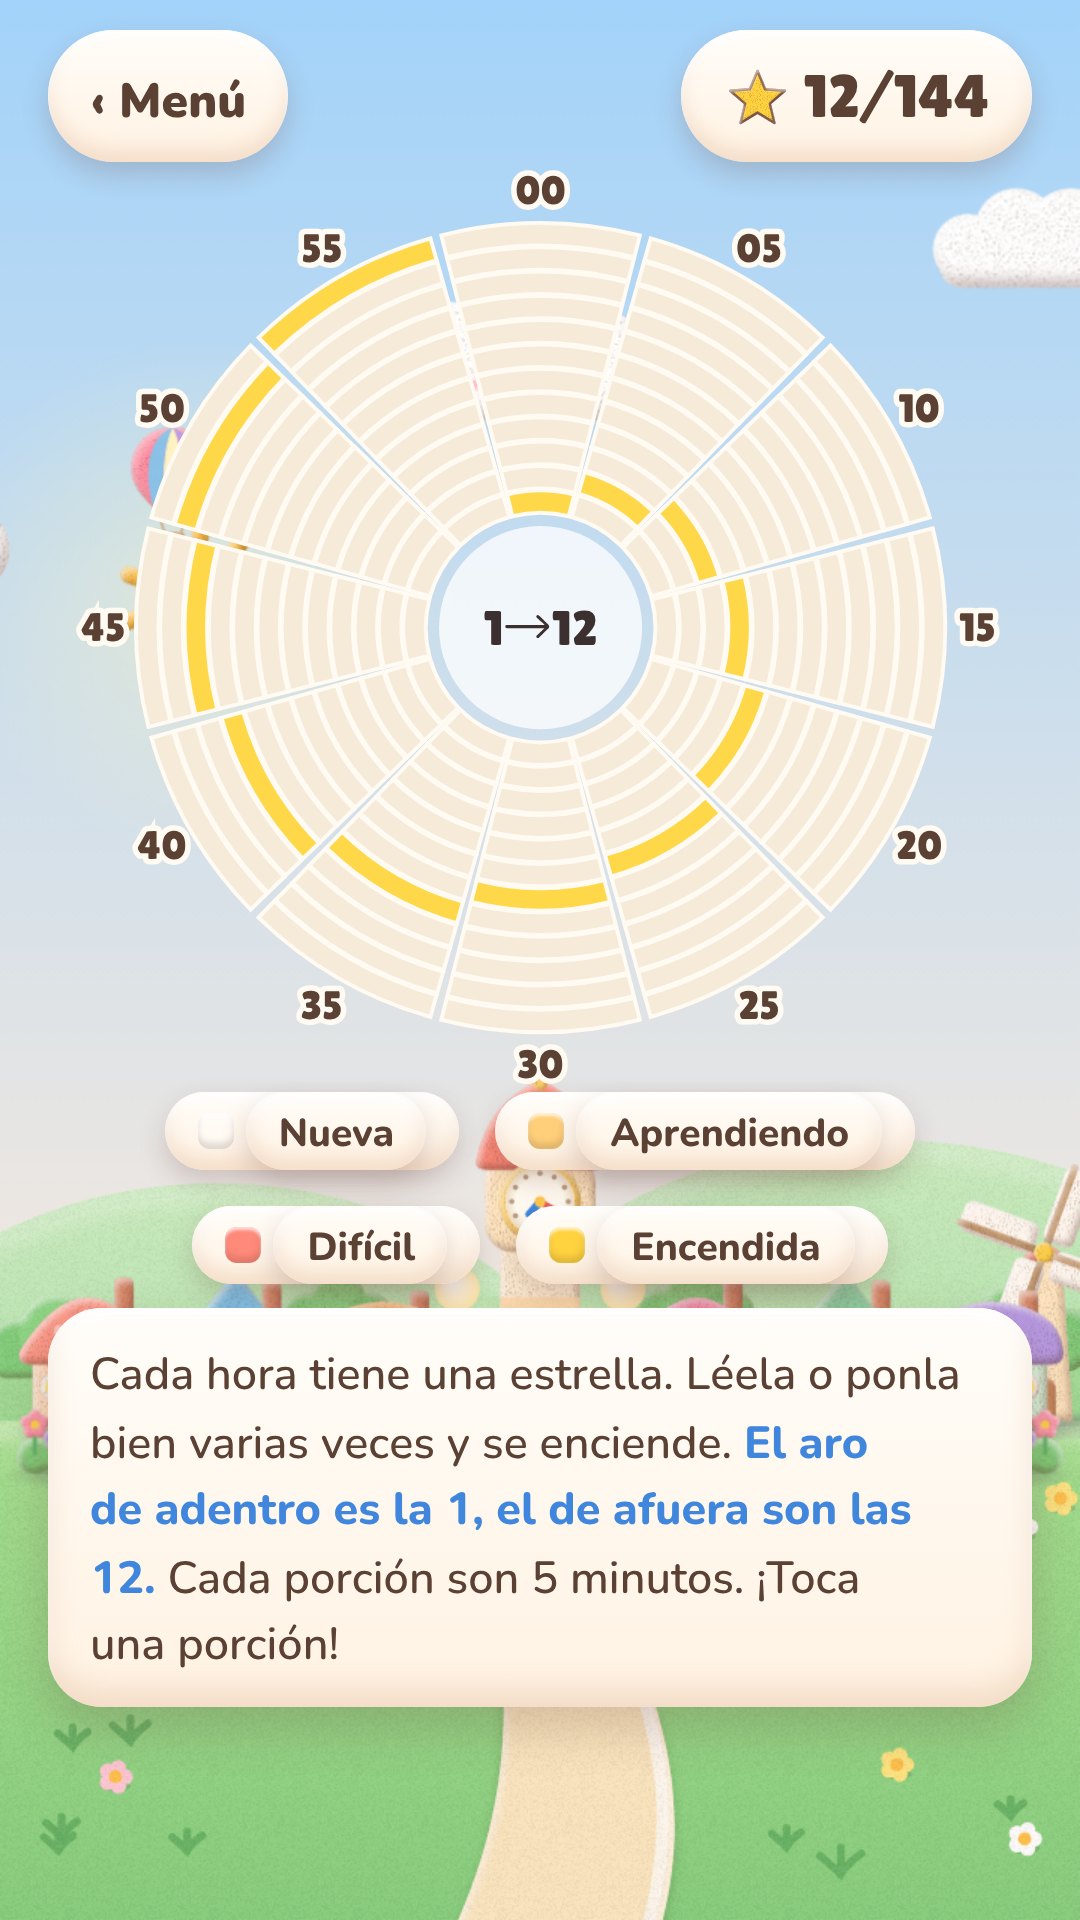 ‹ Menú
12/144
00
55
05
50
10
1→12
45
15
40
20
35
25
30
Nueva
Aprendiendo
Difícil
Encendida
Cada hora tiene una estrella. Léela o ponla
bien varias veces y se enciende. El aro
de adentro es la 1, el de afuera son las
12. Cada porción son 5 minutos. ¡Toca
una porción!